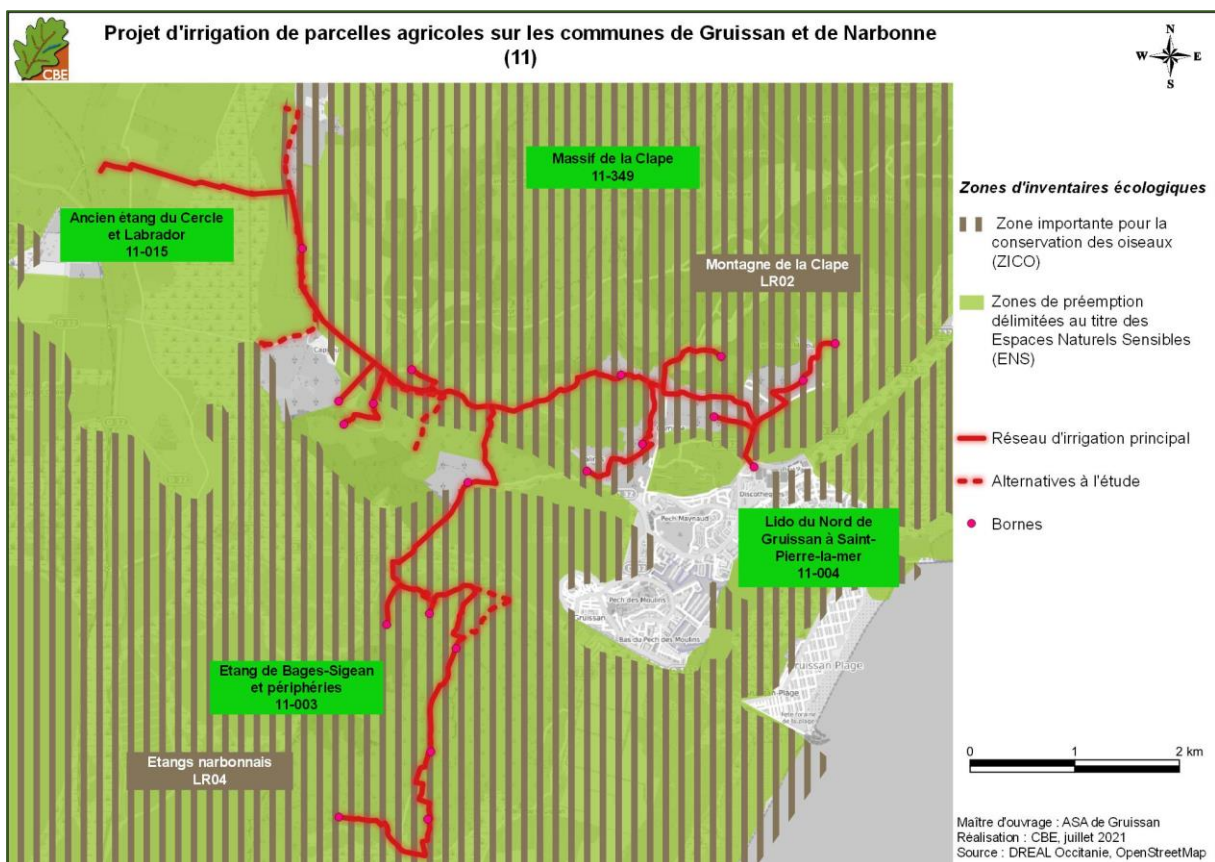 Projet d'irrigation de parcelles agricoles sur les communes de Gruissan et de Narbonne
(11)
CBE
N
W E
S
Massif de la Clape
11-349
Ancien étang du Cercle
et Labrador
11-015
Montagne de la Clape
LR02
Lido du Nord de
Gruissan à Saint-
Pierre-la-mer
11-004
Etang de Bages-Sigean
et périphéries
11-003
Etangs narbonnais
LR04
Discothèques
Pech Maynaud
Pech des Moulins
Gruissan
Bas du Pech des Moulins
Gruissan Plage
Zones d'inventaires écologiques
Zone importante pour la
conservation des oiseaux
(ZICO)
Zones de préemption
délimitées au titre des
Espaces Naturels Sensibles
(ENS)
Réseau d'irrigation principal
Alternatives à l'étude
Bornes
0 1 2 km
Maître d'ouvrage : ASA de Gruissan
Réalisation : CBE, juillet 2021
Source : DREAL Occitanie, OpenStreetMap